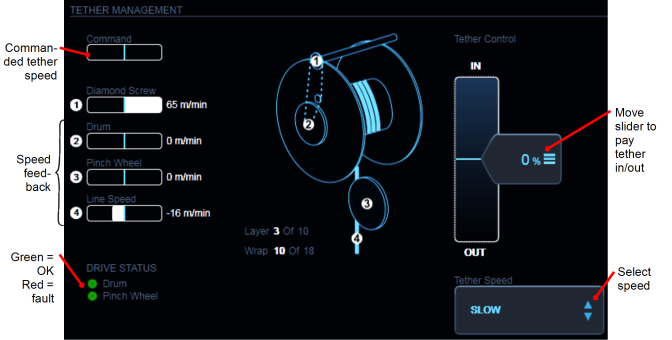 TETHER MANAGEMENT
Comman-
ded tether
speed
Command
Tether Control
IN
1
Diamond Screw
1
65 m/min
Drum
2
0 m/min
2
Speed
feed-
back
Pinch Wheel
3
0 m/min
3
Line Speed
4
-16 m/min
4
Layer 3 Of 10
Wrap 10 Of 18
0 %
Move
slider to
pay
tether
in/out
OUT
Green =
OK
Red =
fault
DRIVE STATUS
Drum
Pinch Wheel
Tether Speed
SLOW
Select
speed